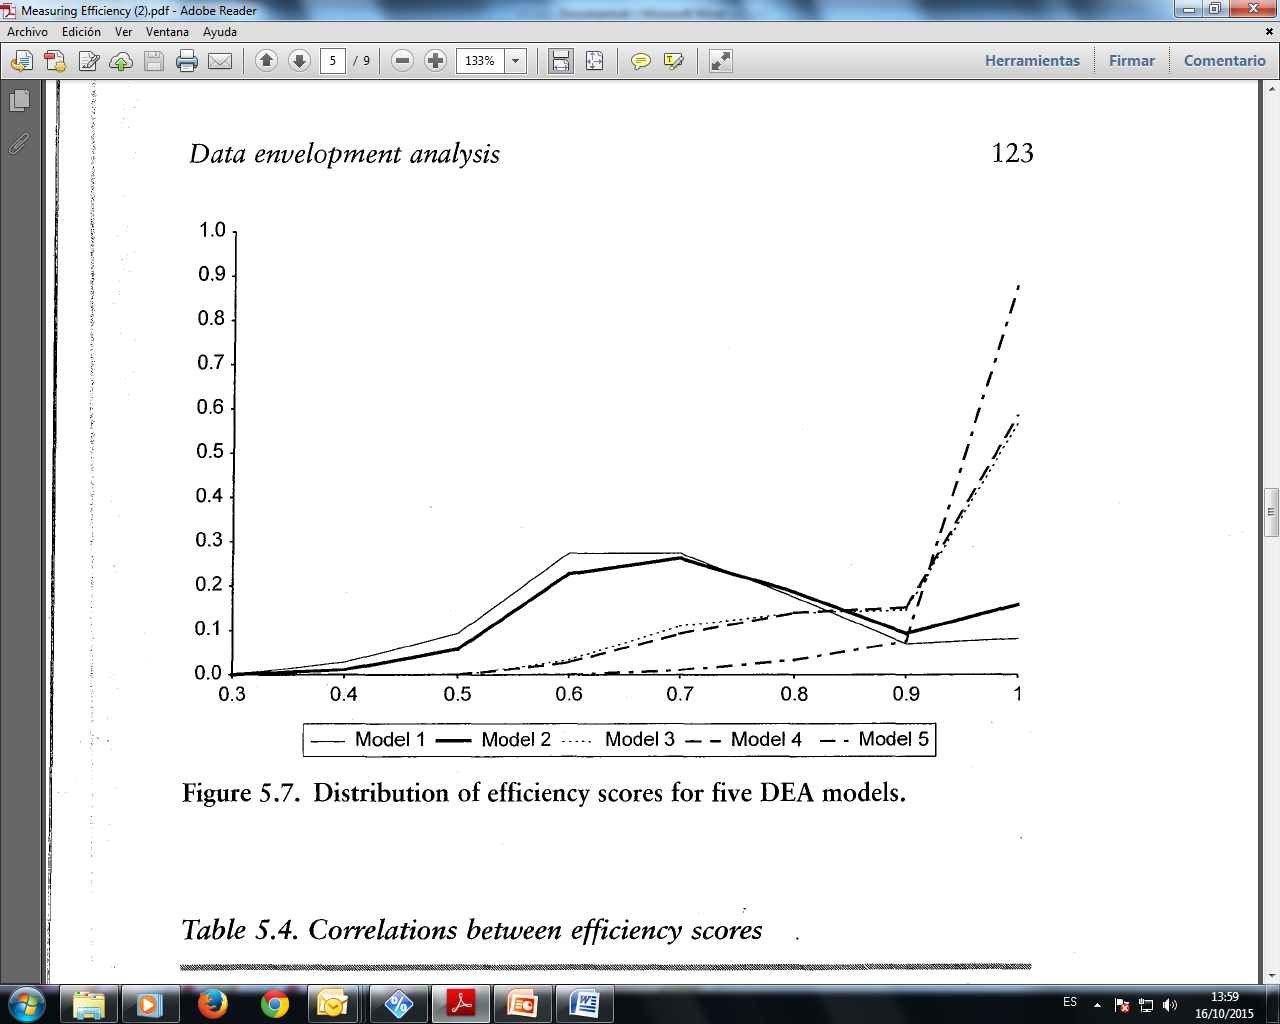 Measuring Efficiency (2).pdf - Adobe Reader
Archivo Edición Ver Ventana Ayuda
5 / 9 133% Herramientas Firmar Comentario
Data envelopment analysis 123
1.0
0.9
0.8
0.7
0.6
0.5
0.4
0.3
0.2
0.1
0.0
0.3 0.4 0.5 0.6 0.7 0.8 0.9 1
Model 1 Model 2 Model 3 Model 4 Model 5
Figure 5.7. Distribution of efficiency scores for five DEA models.
Table 5.4. Correlations between efficiency scores
ES 13:59
16/10/2015